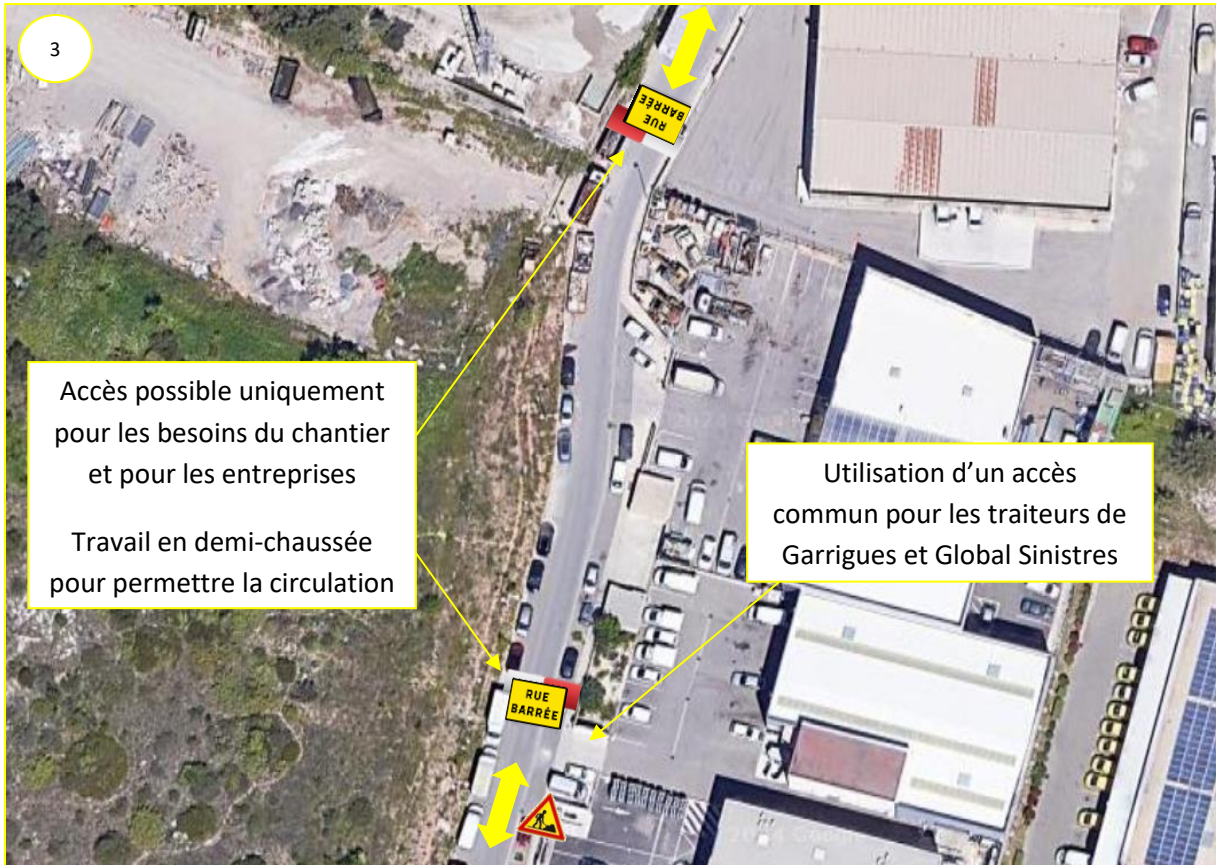 3
RUE
BARRÉE
Accès possible uniquement
pour les besoins du chantier
et pour les entreprises
Travail en demi-chaussée
pour permettre la circulation
Utilisation d’un accès
commun pour les traiteurs de
Garrigues et Global Sinistres
RUE
BARRÉE